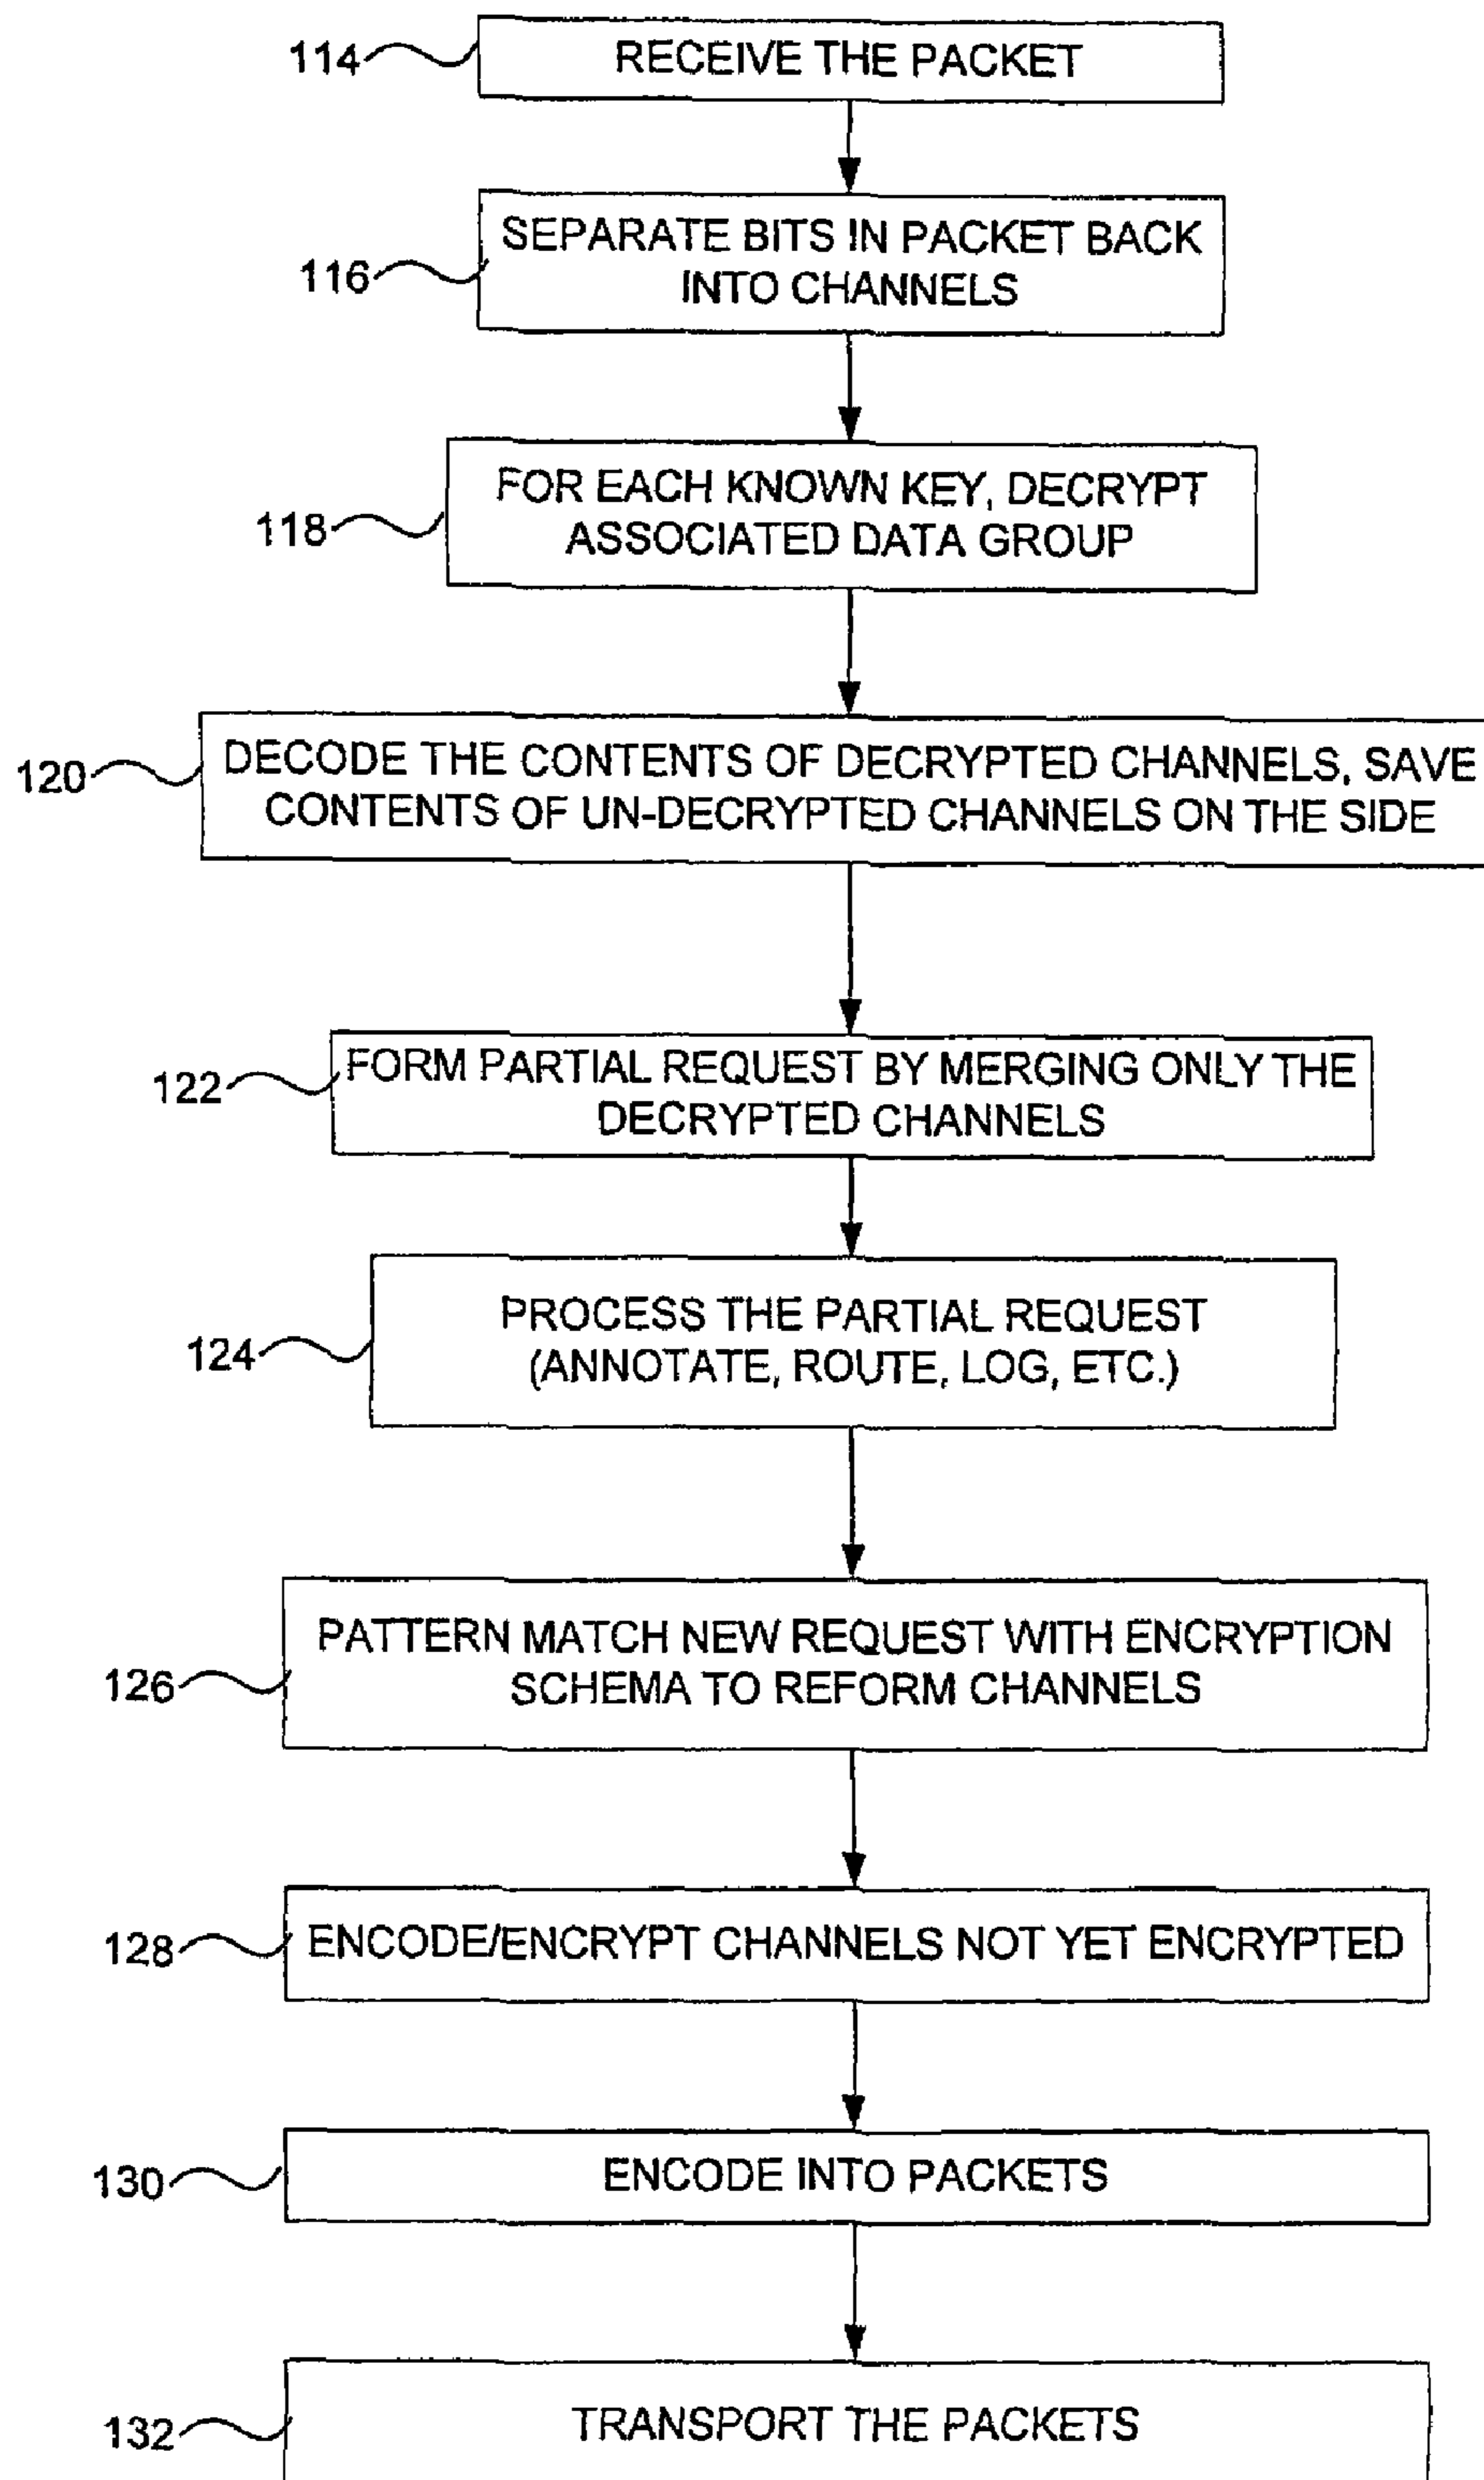 114
RECEIVE THE PACKET
116
SEPARATE BITS IN PACKET BACK
INTO CHANNELS
118
FOR EACH KNOWN KEY, DECRYPT
ASSOCIATED DATA GROUP
120
DECODE THE CONTENTS OF DECRYPTED CHANNELS, SAVE
CONTENTS OF UN-DECRYPTED CHANNELS ON THE SIDE
122
FORM PARTIAL REQUEST BY MERGING ONLY THE
DECRYPTED CHANNELS
124
PROCESS THE PARTIAL REQUEST
(ANNOTATE, ROUTE, LOG, ETC.)
126
PATTERN MATCH NEW REQUEST WITH ENCRYPTION
SCHEMA TO REFORM CHANNELS
128
ENCODE/ENCRYPT CHANNELS NOT YET ENCRYPTED
130
ENCODE INTO PACKETS
132
TRANSPORT THE PACKETS